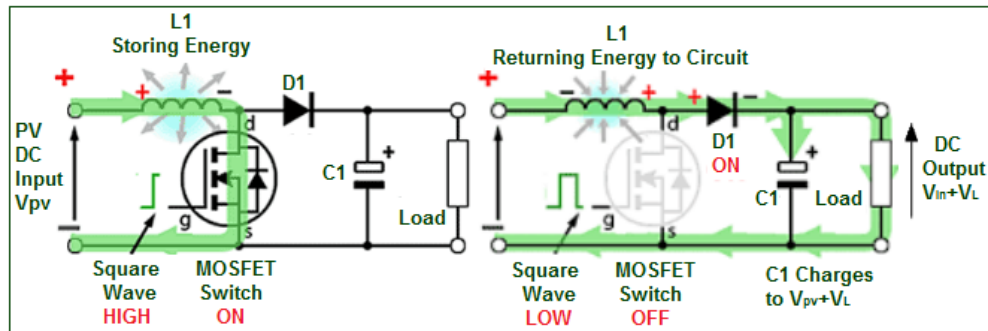 L1
Storing Energy
+
+
-
D1
d
PV
DC
Input
Vpv
C1
+
Load
g
s
Square
Wave
HIGH
MOSFET
Switch
ON
L1
Returning Energy to Circuit
+
-
+
+
-
d
D1
ON
+
C1
Load
DC
Output
Vin+VL
g
s
Square
Wave
LOW
MOSFET
Switch
OFF
C1 Charges
to Vpv+VL